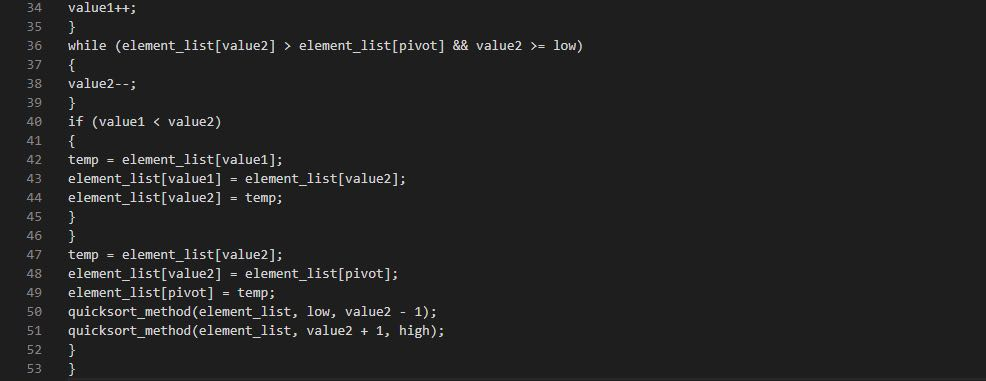 34 value1++;
35 }
36 while (element_list[value2] > element_list[pivot] && value2 >= low)
37 {
38 value2--;
39 }
40 if (value1 < value2)
41 {
42 temp = element_list[value1];
43 element_list[value1] = element_list[value2];
44 element_list[value2] = temp;
45 }
46 }
47 temp = element_list[value2];
48 element_list[value2] = element_list[pivot];
49 element_list[pivot] = temp;
50 quicksort_method(element_list, low, value2 - 1);
51 quicksort_method(element_list, value2 + 1, high);
52 }
53 }